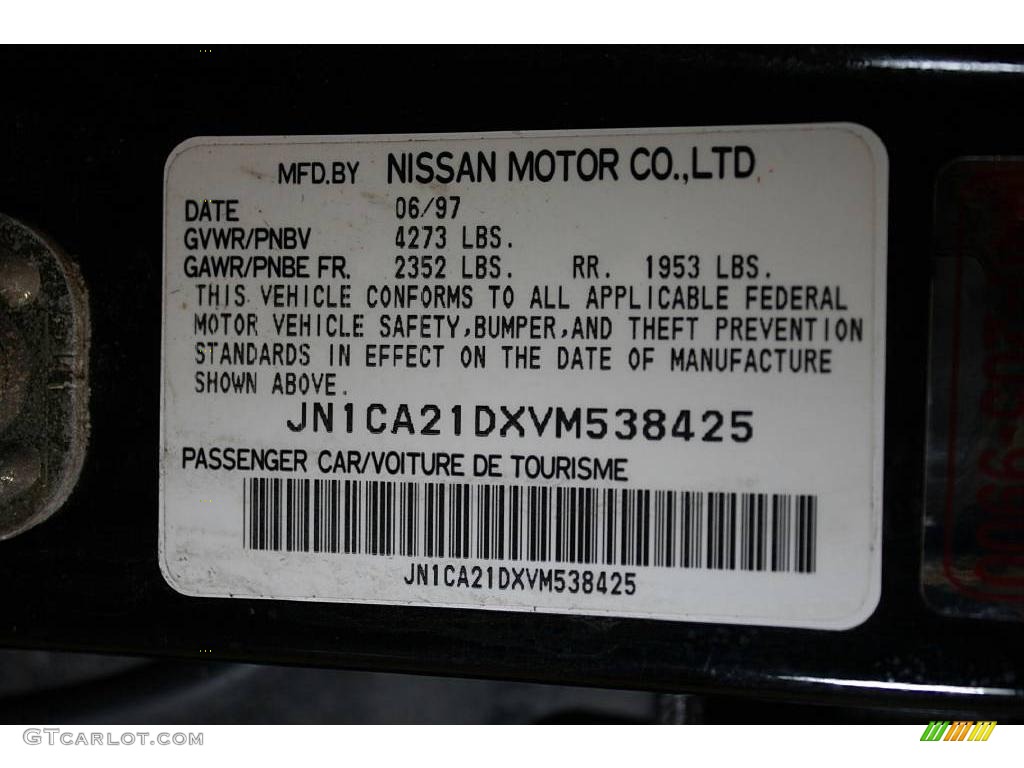 MFD.BY NISSAN MOTOR CO.,LTD
DATE 06/97
GVWR/PNBV 4273 LBS.
GAWR/PNBE FR. 2352 LBS. RR. 1953 LBS.
THIS VEHICLE CONFORMS TO ALL APPLICABLE FEDERAL
MOTOR VEHICLE SAFETY,BUMPER,AND THEFT PREVENTION
STANDARDS IN EFFECT ON THE DATE OF MANUFACTURE
SHOWN ABOVE.
JN1CA21DXVM538425
PASSENGER CAR/VOITURE DE TOURISME
JN1CA21DXVM538425
GTCARLOT.COM